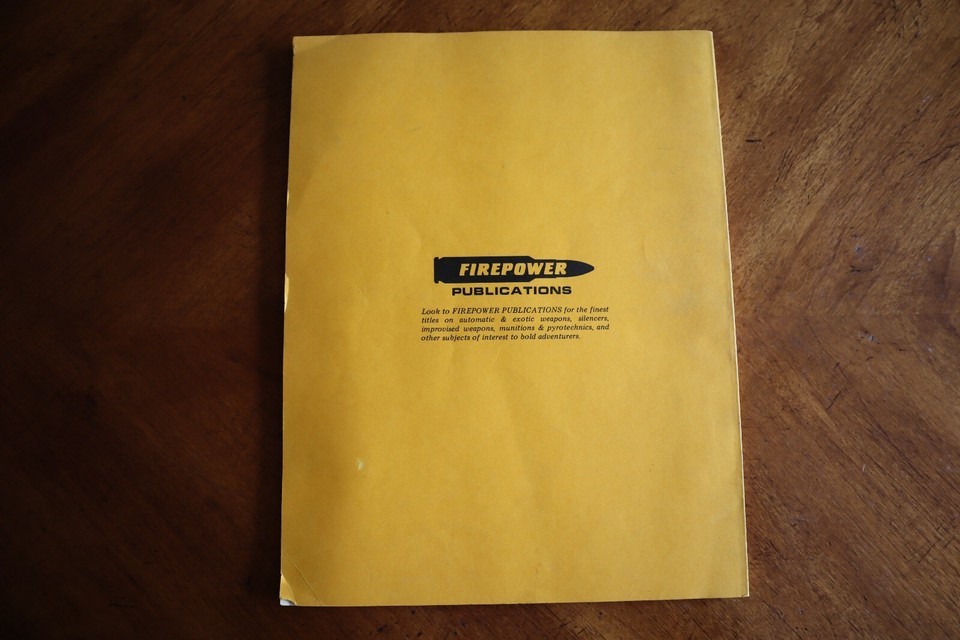 FIREPOWER
PUBLICATIONS
Look to FIREPOWER PUBLICATIONS for the finest
titles on automatic & exotic weapons, silencers,
improvised weapons, munitions & pyrotechnics, and
other subjects of interest to bold adventurers.